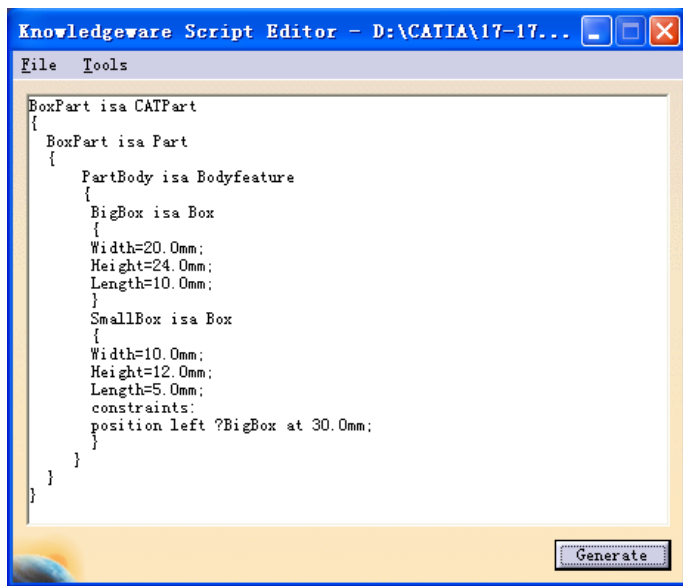 Knowledgeware Script Editor - D:\CATIA\17-17...
File Tools
BoxPart isa CATPart
{
BoxPart isa Part
{
PartBody isa Bodyfeature
{
BigBox isa Box
{
Width=20.0mm;
Height=24.0mm;
Length=10.0mm;
}
SmallBox isa Box
{
Width=10.0mm;
Height=12.0mm;
Length=5.0mm;
constraints:
position left ?BigBox at 30.0mm;
}
}
}
}
Generate